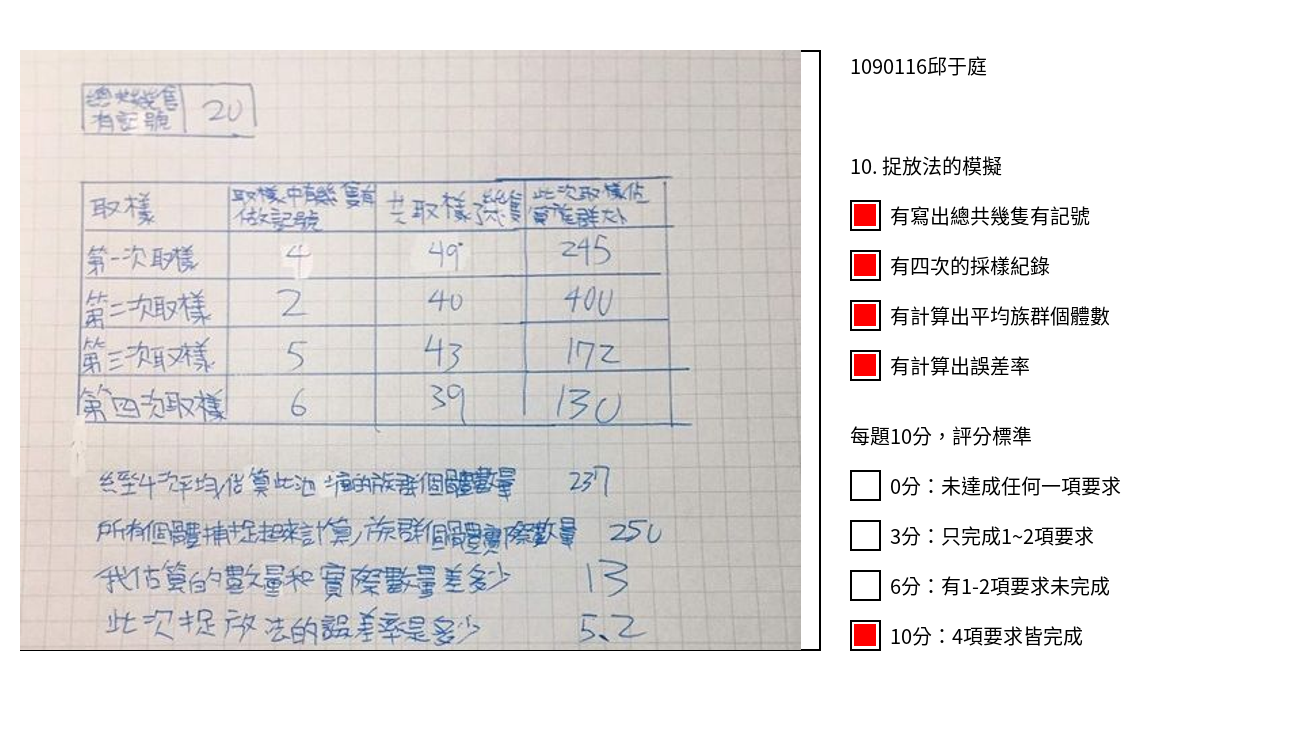 總共幾隻
有記號
20
取樣 取樣中有幾隻有做記號 共取樣了幾隻 此次取樣估算族群大小
第一次取樣 4 49 245
第二次取樣 2 40 400
第三次取樣 5 43 172
第四次取樣 6 39 130
經至4次平均估算此池塘的族群個體數量 237
所有個體捕捉起來計算,族群個體實際數量 250
我估算的數量和實際數量差多少 13
此次捉放法的誤差率是多少 5.2
1090116邱于庭
10. 捉放法的模擬
有寫出總共幾隻有記號
有四次的採樣紀錄
有計算出平均族群個體數
有計算出誤差率
每題10分，評分標準
0分：未達成任何一項要求
3分：只完成1~2項要求
6分：有1-2項要求未完成
10分：4項要求皆完成